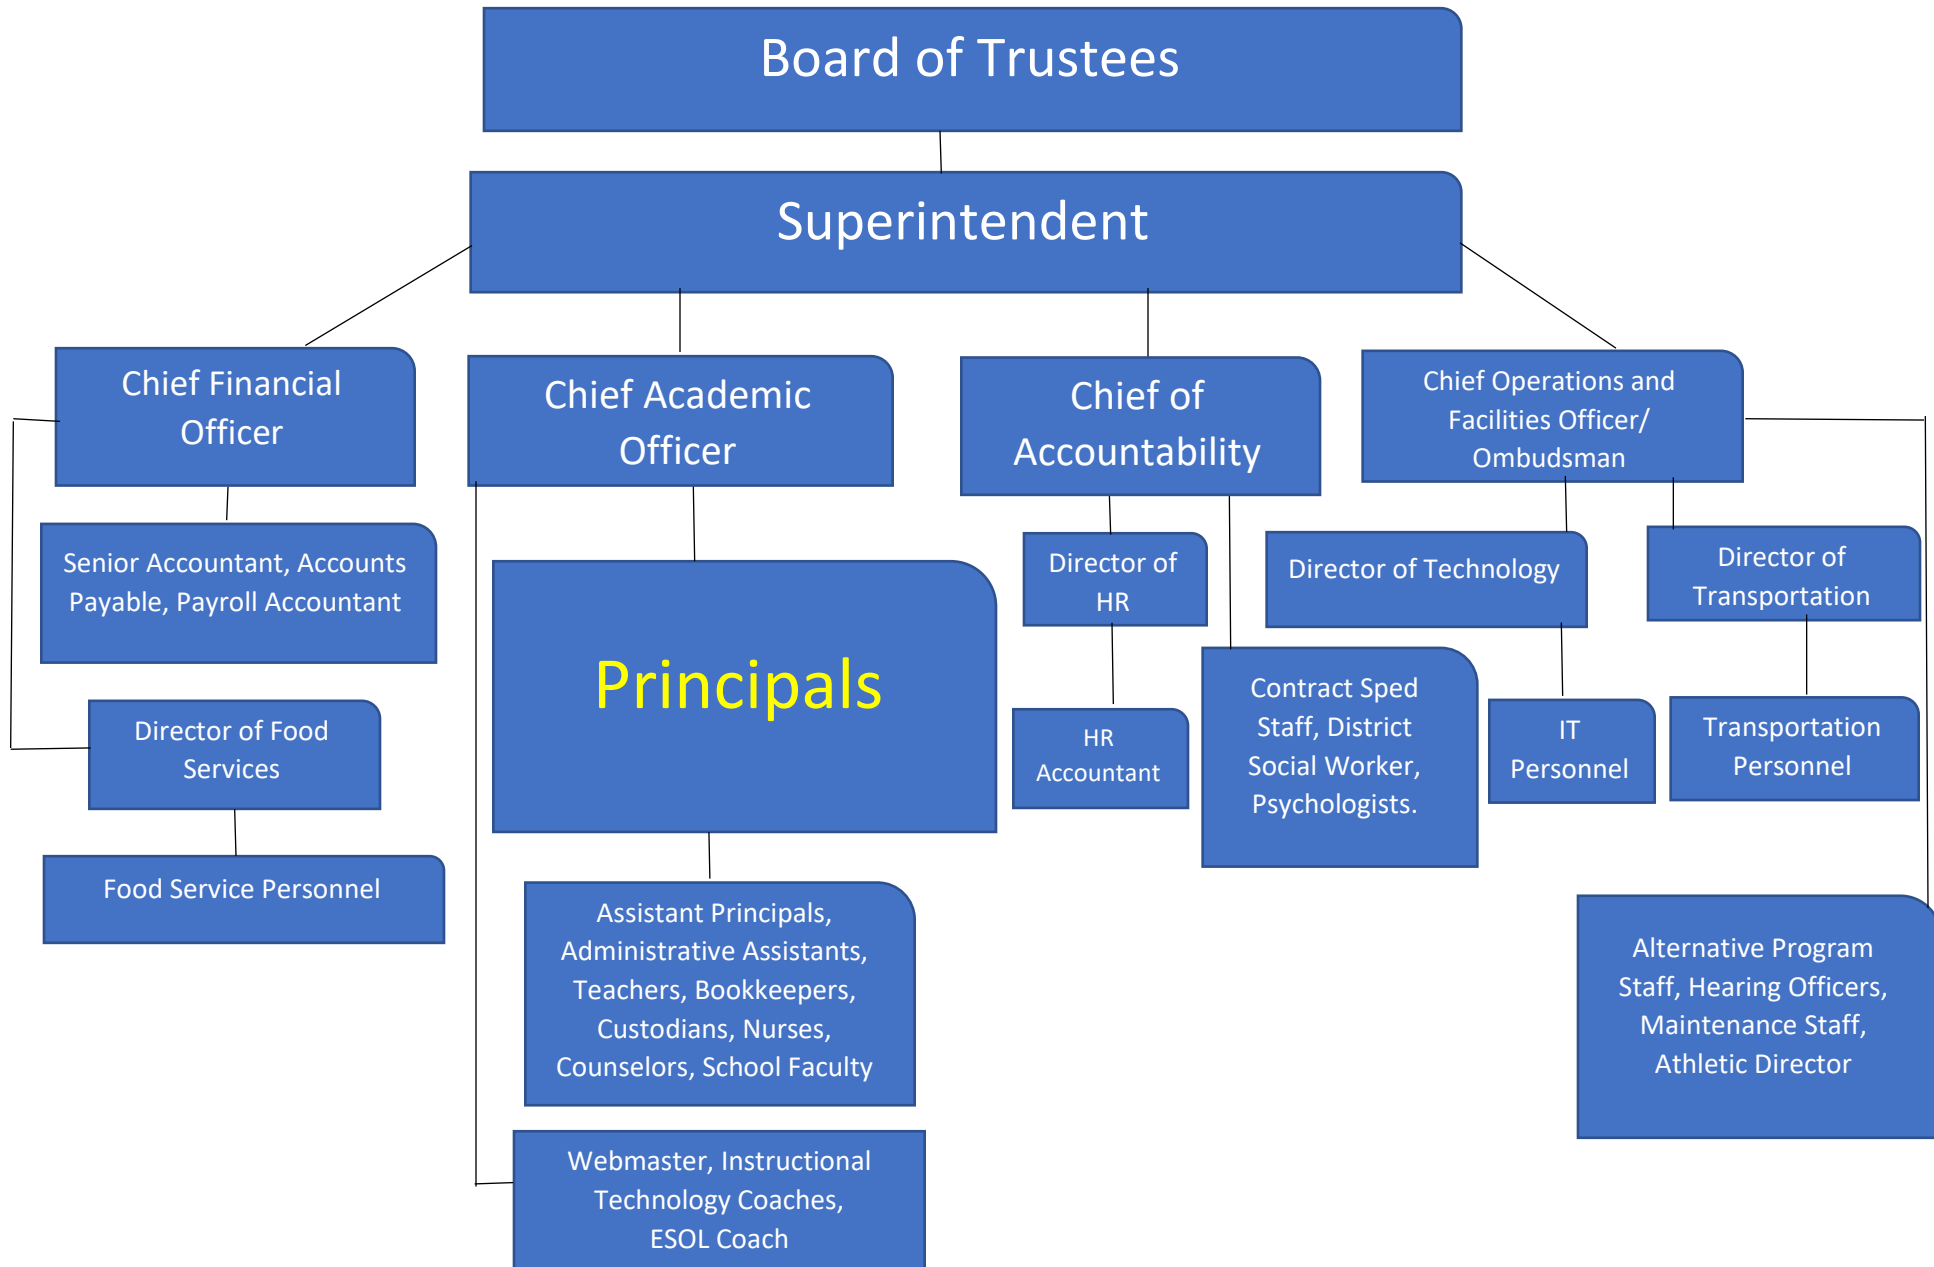 Board of Trustees
Superintendent
Chief Financial
Officer
Chief Academic
Officer
Chief of
Accountability
Chief Operations and
Facilities Officer/
Ombudsman
Senior Accountant, Accounts
Payable, Payroll Accountant
Director of Food
Services
Food Service Personnel
Principals
Assistant Principals,
Administrative Assistants,
Teachers, Bookkeepers,
Custodians, Nurses,
Counselors, School Faculty
Webmaster, Instructional
Technology Coaches,
ESOL Coach
Director of
HR
HR
Accountant
Contract Sped
Staff, District
Social Worker,
Psychologists.
Director of Technology
IT
Personnel
Director of
Transportation
Transportation
Personnel
Alternative Program
Staff, Hearing Officers,
Maintenance Staff,
Athletic Director